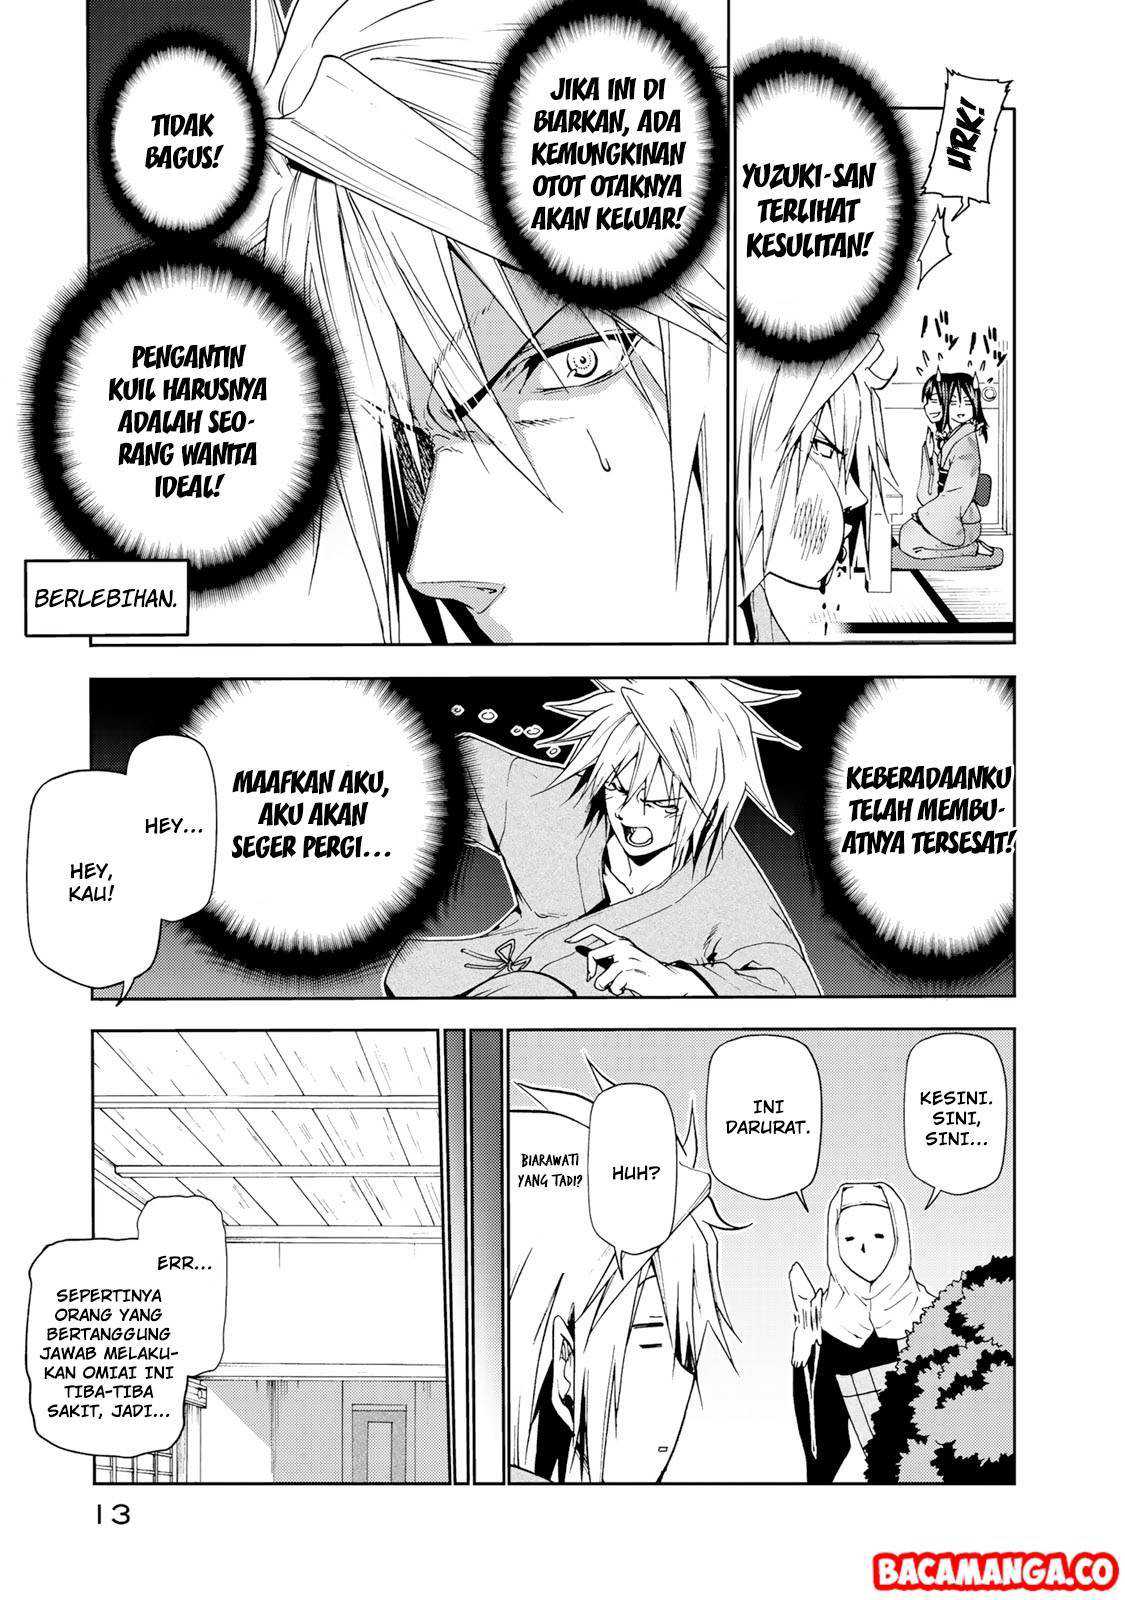 URK!
YUZUKI-SAN
TERLIHAT
KESULITAN!
JIKA INI DI
BIARKAN, ADA
KEMUNGKINAN
OTOT OTAKNYA
AKAN KELUAR!
TIDAK
BAGUS!
PENGANTIN
KUIL HARUSNYA
ADALAH SEO-
RANG WANITA
IDEAL!
BERLEBIHAN.
KEBERADAANKU
TELAH MEMBU-
ATNYA TERSESAT!
MAAFKAN AKU,
AKU AKAN
SEGER PERGI...
HEY...
HEY,
KAU!
KESINI.
SINI,
SINI...
INI
DARURAT.
HUH?
BIARAWATI
YANG TADI?
ERR...
SEPERTINYA
ORANG YANG
BERTANGGUNG
JAWAB MELAKU-
KAN OMIAI INI
TIBA-TIBA
SAKIT, JADI...
13
BACAMANGA.CO